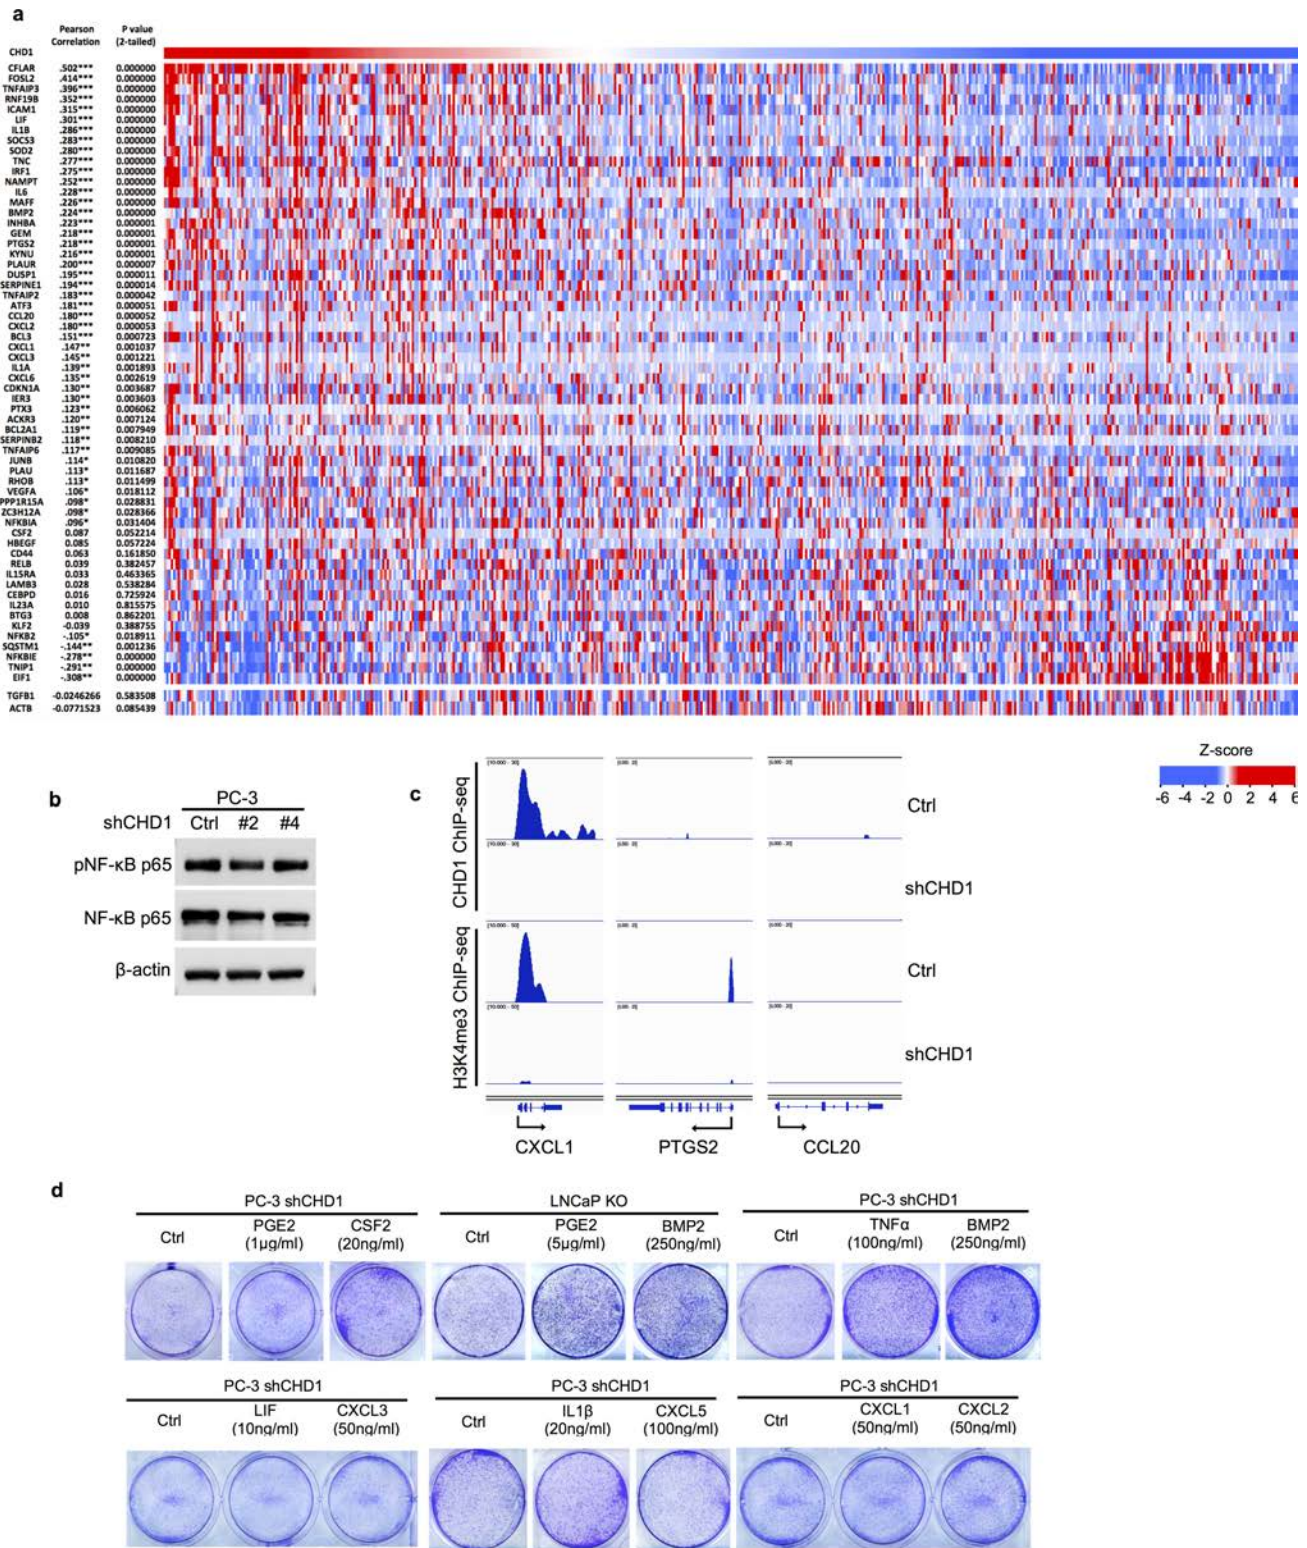 a
Pearson Correlation P value (2-tailed)
CHD1
CFLAR .502*** 0.000000
FOSL2 .414*** 0.000000
TNFAIP3 .396*** 0.000000
RNF19B .352*** 0.000000
ICAM1 .315*** 0.000000
LIF .301*** 0.000000
IL1B .286*** 0.000000
SOCS3 .283*** 0.000000
SOD2 .280*** 0.000000
TNC .277*** 0.000000
IRF1 .275*** 0.000000
NAMPT .252*** 0.000000
IL6 .228*** 0.000000
MAFF .226*** 0.000000
BMP2 .224*** 0.000000
INHBA .223*** 0.000001
GEM .218*** 0.000001
PTGS2 .218*** 0.000001
KYNU .216*** 0.000001
PLAUR .200*** 0.000007
DUSP1 .195*** 0.000011
SERPINE1 .194*** 0.000014
TNFAIP2 .183*** 0.000042
ATF3 .181*** 0.000051
CCL20 .180*** 0.000052
CXCL2 .180*** 0.000053
BCL3 .151*** 0.000723
CXCL1 .147** 0.001037
CXCL3 .145** 0.001221
IL1A .139** 0.001893
CXCL6 .135** 0.002619
CDKN1A .130** 0.003687
IER3 .130** 0.003603
PTX3 .123** 0.006062
ACKR3 .120** 0.007124
BCL2A1 .119** 0.007949
SERPINB2 .118** 0.008210
TNFAIP6 .117** 0.009085
JUNB .114* 0.010820
PLAU .113* 0.011687
RHOB .113* 0.011499
VEGFA .106* 0.018112
PPP1R15A .098* 0.028831
ZC3H12A .098* 0.028366
NFKBIA .096* 0.031404
CSF2 0.087 0.052214
HBEGF 0.085 0.057224
CD44 0.063 0.161850
RELB 0.039 0.382457
IL15RA 0.033 0.463365
LAMB3 0.028 0.538284
CEBPD 0.016 0.725924
IL23A 0.010 0.815575
BTG3 0.008 0.862201
KLF2 -0.039 0.388755
NFKB2 -.105* 0.018911
SQSTM1 -.144** 0.001236
NFKBIE -.278** 0.000000
TNIP1 -.291** 0.000000
EIF1 -.308** 0.000000
TGFB1 -0.0246266 0.583508
ACTB -0.0771523 0.085439
Z-score
-6 -4 -2 0 2 4 6
b
PC-3
shCHD1 Ctrl #2 #4
pNF-κB p65
NF-κB p65
β-actin
c
CHD1 ChIP-seq
Ctrl
shCHD1
H3K4me3 ChIP-seq
Ctrl
shCHD1
CXCL1 PTGS2 CCL20
d
PC-3 shCHD1 LNCaP KO PC-3 shCHD1
Ctrl PGE2 (1µg/ml) CSF2 (20ng/ml) Ctrl PGE2 (5µg/ml) BMP2 (250ng/ml) Ctrl TNFα (100ng/ml) BMP2 (250ng/ml)
PC-3 shCHD1 PC-3 shCHD1 PC-3 shCHD1
Ctrl LIF (10ng/ml) CXCL3 (50ng/ml) Ctrl IL1β (20ng/ml) CXCL5 (100ng/ml) Ctrl CXCL1 (50ng/ml) CXCL2 (50ng/ml)